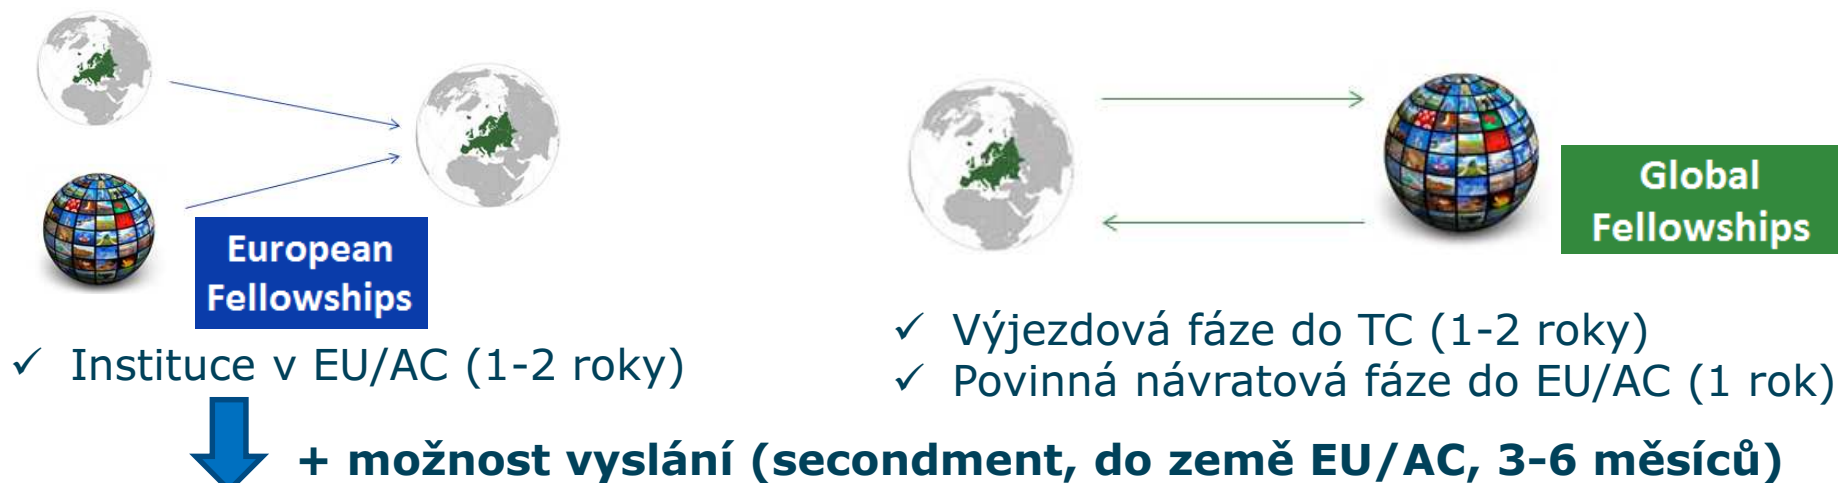 European
Fellowships
✓ Instituce v EU/AC (1-2 roky)
Global
Fellowships
✓ Výjezdová fáze do TC (1-2 roky)
✓ Povinná návratová fáze do EU/AC (1 rok)
+ možnost vyslání (secondment, do země EU/AC, 3-6 měsíců)